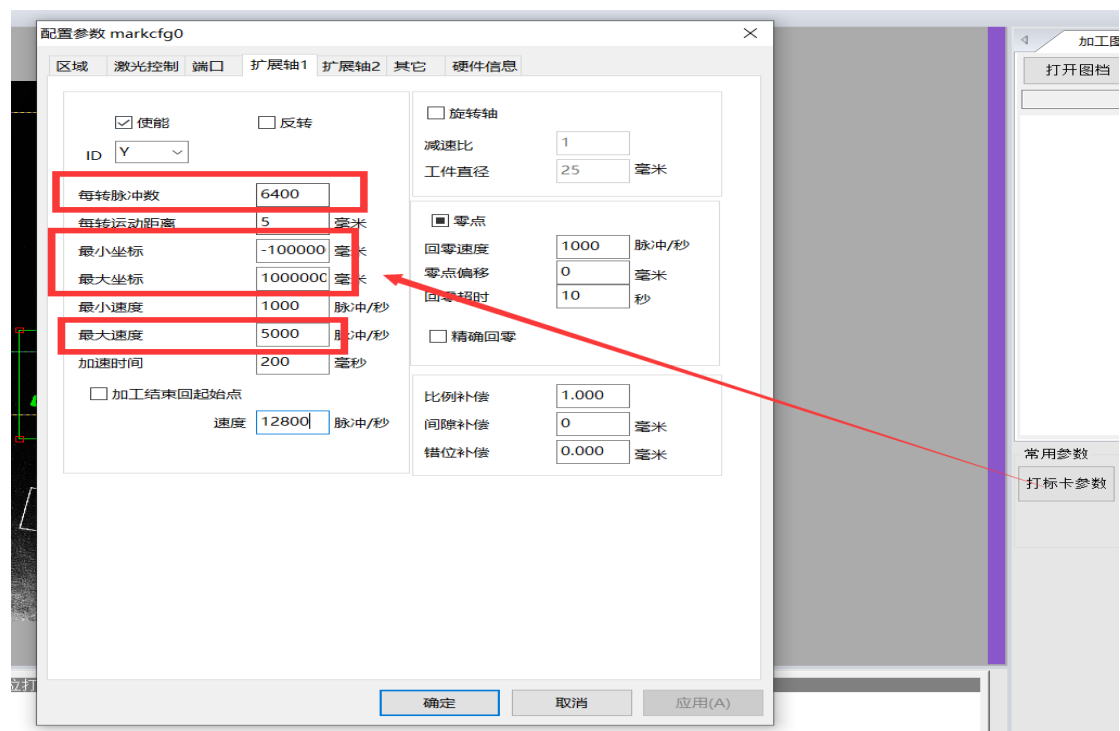 配置参数 markcfg0
区域 激光控制 端口 扩展轴1 扩展轴2 其它 硬件信息
使能 反转
ID Y
每转脉冲数 6400
每转运动距离 5 毫米
最小坐标 -100000 毫米
最大坐标 1000000 毫米
最小速度 1000 脉冲/秒
最大速度 5000 脉冲/秒
加速时间 200 毫秒
加工结束回起始点
速度 12800 脉冲/秒
旋转轴
减速比 1
工件直径 25 毫米
零点
回零速度 1000 脉冲/秒
零点偏移 0 毫米
回零超时 10 秒
精确回零
比例补偿 1.000
间隙补偿 0 毫米
错位补偿 0.000 毫米
确定 取消 应用(A)
加工图
打开图档
常用参数
打标卡参数